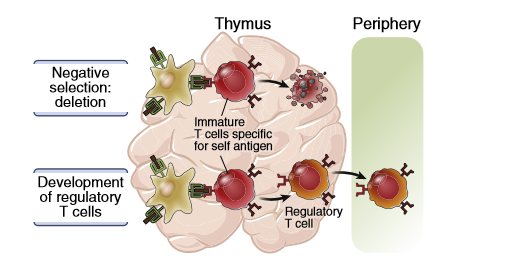 Thymus
Periphery
Negative
selection:
deletion
Immature
T cells specific
for self antigen
Development
of regulatory
T cells
Regulatory
T cell